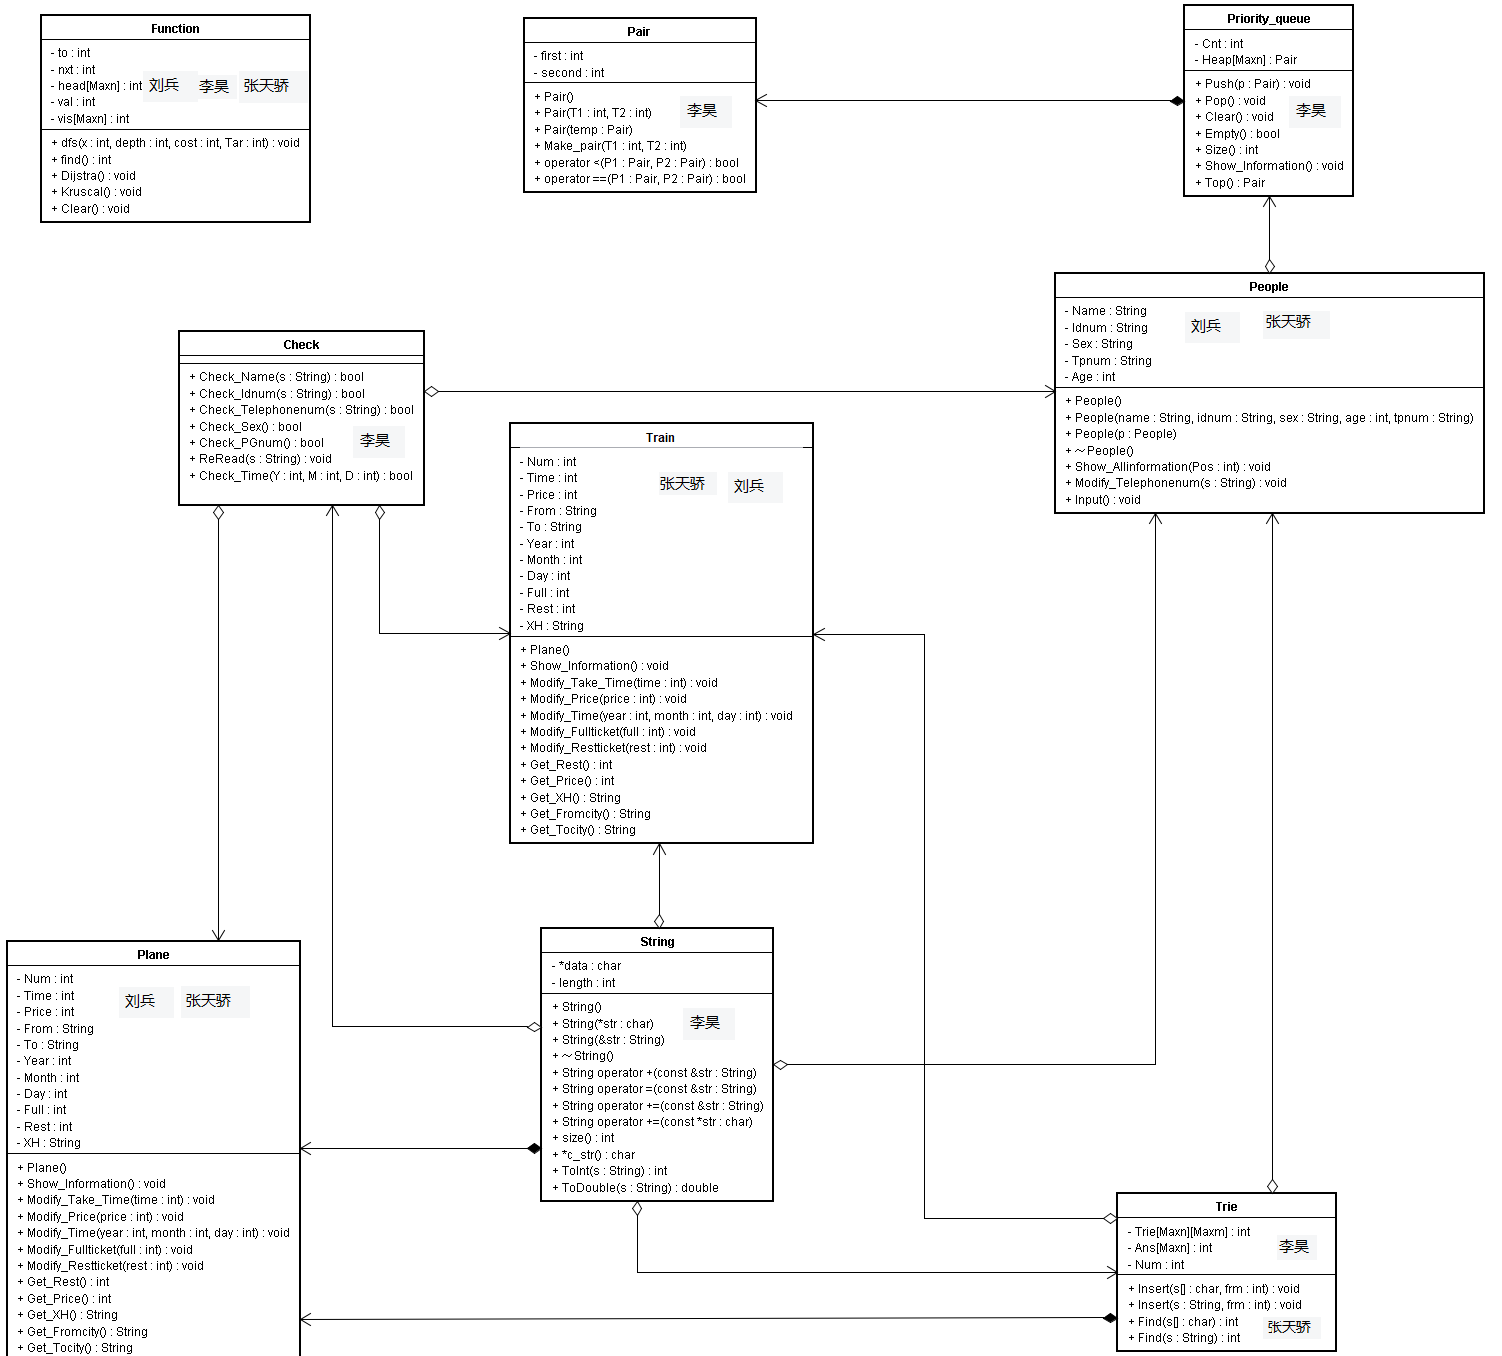 Function
- to : int
- nxt : int
- head[Maxn] : int
- val : int
- vis[Maxn] : int
刘兵 李昊 张天骄
+ dfs(x : int, depth : int, cost : int, Tar : int) : void
+ find() : int
+ Dijstra() : void
+ Kruscal() : void
+ Clear() : void
Pair
- first : int
- second : int
+ Pair()
+ Pair(T1 : int, T2 : int)
+ Pair(temp : Pair)
+ Make_pair(T1 : int, T2 : int)
+ operator <(P1 : Pair, P2 : Pair) : bool
+ operator ==(P1 : Pair, P2 : Pair) : bool
李昊
Priority_queue
- Cnt : int
- Heap[Maxn] : Pair
+ Push(p : Pair) : void
+ Pop() : void
+ Clear() : void
+ Empty() : bool
+ Size() : int
+ Show_Information() : void
+ Top() : Pair
李昊
People
- Name : String
- Idnum : String
- Sex : String
- Tpnum : String
- Age : int
刘兵 张天骄
+ People()
+ People(name : String, idnum : String, sex : String, age : int, tpnum : String)
+ People(p : People)
+ ～People()
+ Show_Allinformation(Pos : int) : void
+ Modify_Telephonenum(s : String) : void
+ Input() : void
Check
+ Check_Name(s : String) : bool
+ Check_Idnum(s : String) : bool
+ Check_Telephonenum(s : String) : bool
+ Check_Sex() : bool
+ Check_PGnum() : bool
+ ReRead(s : String) : void
+ Check_Time(Y : int, M : int, D : int) : bool
李昊
Train
- Num : int
- Time : int
- Price : int
- From : String
- To : String
- Year : int
- Month : int
- Day : int
- Full : int
- Rest : int
- XH : String
张天骄 刘兵
+ Plane()
+ Show_Information() : void
+ Modify_Take_Time(time : int) : void
+ Modify_Price(price : int) : void
+ Modify_Time(year : int, month : int, day : int) : void
+ Modify_Fullticket(full : int) : void
+ Modify_Restticket(rest : int) : void
+ Get_Rest() : int
+ Get_Price() : int
+ Get_XH() : String
+ Get_Fromcity() : String
+ Get_Tocity() : String
Plane
- Num : int
- Time : int
- Price : int
- From : String
- To : String
- Year : int
- Month : int
- Day : int
- Full : int
- Rest : int
- XH : String
刘兵 张天骄
+ Plane()
+ Show_Information() : void
+ Modify_Take_Time(time : int) : void
+ Modify_Price(price : int) : void
+ Modify_Time(year : int, month : int, day : int) : void
+ Modify_Fullticket(full : int) : void
+ Modify_Restticket(rest : int) : void
+ Get_Rest() : int
+ Get_Price() : int
+ Get_XH() : String
+ Get_Fromcity() : String
+ Get_Tocity() : String
String
- *data : char
- length : int
+ String()
+ String(*str : char)
+ String(&str : String)
+ ～String()
+ String operator +(const &str : String)
+ String operator =(const &str : String)
+ String operator +=(const &str : String)
+ String operator +=(const *str : char)
+ size() : int
+ *c_str() : char
+ ToInt(s : String) : int
+ ToDouble(s : String) : double
李昊
Trie
- Trie[Maxn][Maxm] : int
- Ans[Maxn] : int
- Num : int
李昊
+ Insert(s[] : char, frm : int) : void
+ Insert(s : String, frm : int) : void
+ Find(s[] : char) : int
+ Find(s : String) : int
张天骄